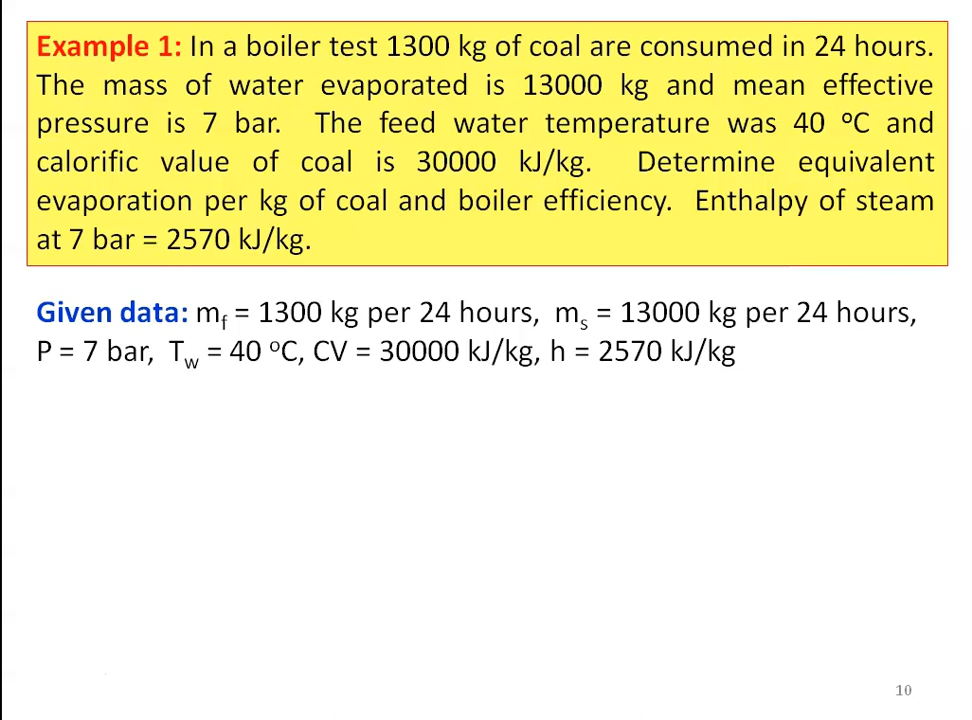 Example 1: In a boiler test 1300 kg of coal are consumed in 24 hours.
The mass of water evaporated is 13000 kg and mean effective
pressure is 7 bar. The feed water temperature was 40 ºC and
calorific value of coal is 30000 kJ/kg. Determine equivalent
evaporation per kg of coal and boiler efficiency. Enthalpy of steam
at 7 bar = 2570 kJ/kg.
Given data: mf = 1300 kg per 24 hours, ms = 13000 kg per 24 hours,
P = 7 bar, Tw = 40 ºC, CV = 30000 kJ/kg, h = 2570 kJ/kg
10